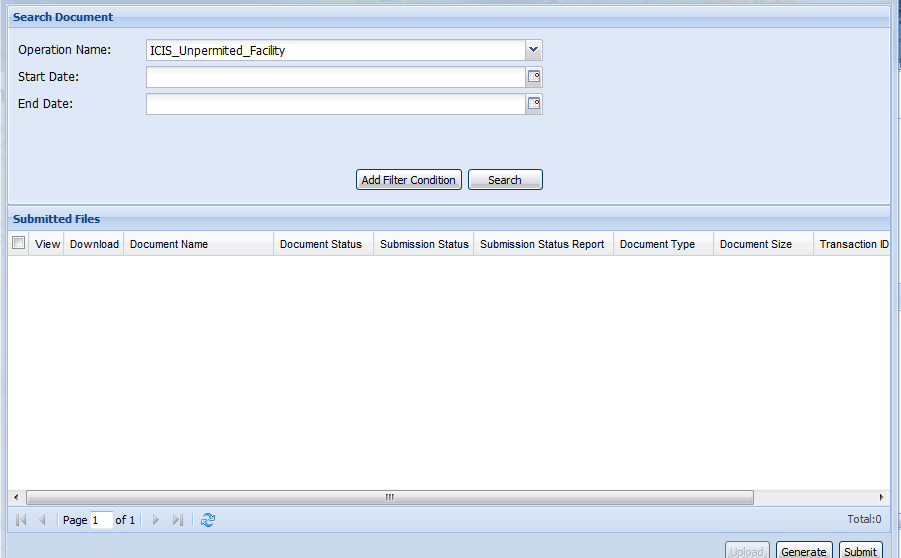 Search Document
Operation Name: ICIS_Unpermited_Facility
Start Date:
End Date:
Add Filter Condition Search
Submitted Files
View Download Document Name Document Status Submission Status Submission Status Report Document Type Document Size Transaction ID
Page 1 of 1 Total:0
Upload Generate Submit